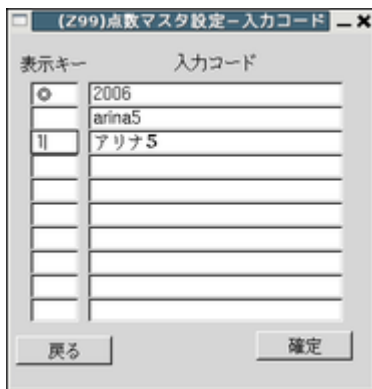 (Z99)点数マスタ設定－入力コード
表示キー 入力コード
◎ 2006
arina5
1 アリナ５
戻る 確定